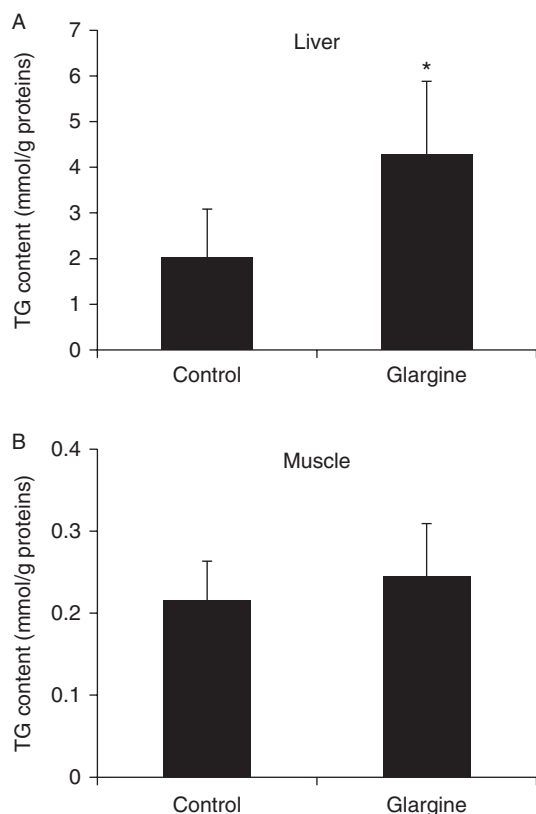 A
Liver
TG content (mmol/g proteins)
7
6
5
4
3
2
1
0
*
Control Glargine
B
Muscle
TG content (mmol/g proteins)
0.4
0.3
0.2
0.1
0
Control Glargine